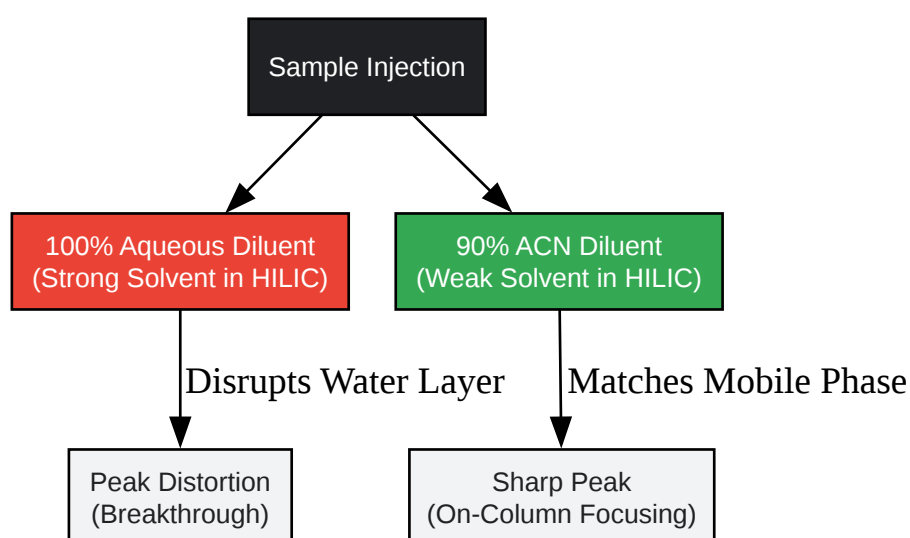 Sample Injection
100% Aqueous Diluent
(Strong Solvent in HILIC)
90% ACN Diluent
(Weak Solvent in HILIC)
Disrupts Water Layer
Matches Mobile Phase
Peak Distortion
(Breakthrough)
Sharp Peak
(On-Column Focusing)